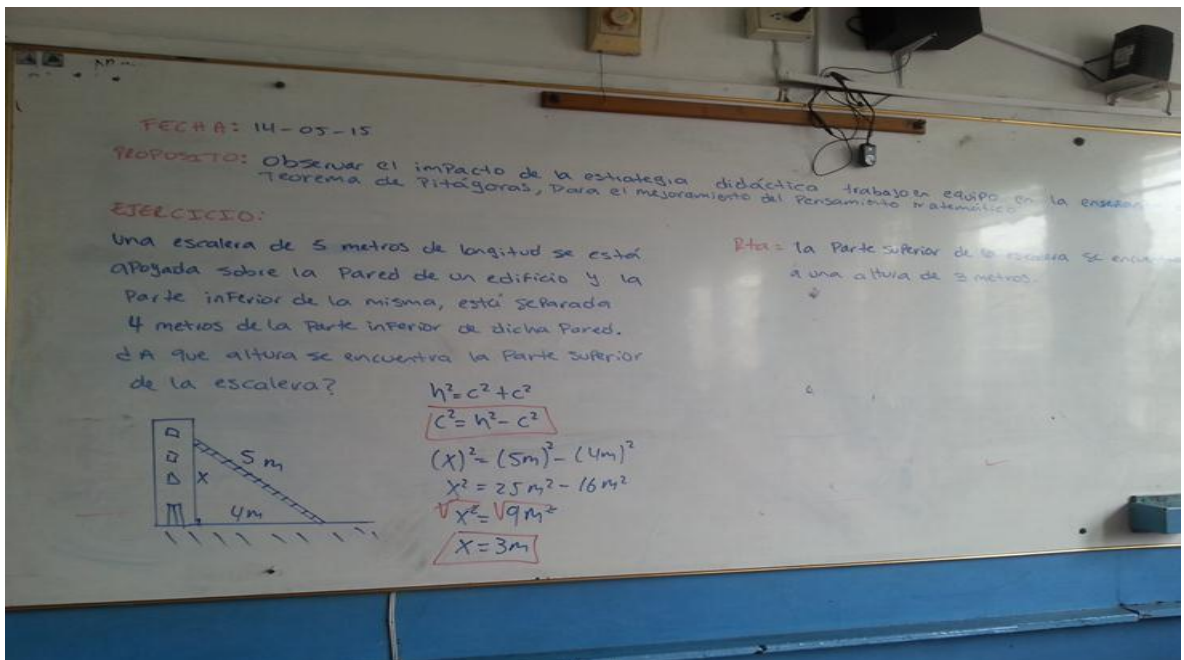 FECHA: 14-05-15
PROPOSITO: Observar el impacto de la estrategia didáctica trabajo en equipo en la enseñan
Teorema de Pitágoras, para el mejoramiento del Pensamiento Matemático
EJERCICIO:
Una escalera de 5 metros de longitud se está
apoyada sobre la Pared de un edificio y la
Parte inferior de la misma, está separada
4 metros de la Parte inferior de dicha Pared.
¿A que altura se encuentra la Parte superior
de la escalera?
5 m
X
4m
h²=c²+c²
c²=h²-c²
(X)²=(5m)²-(4m)²
X²=25m²-16m²
√X²=√9m²
X=3m
Rta= la Parte superior de la escalera se
a una altura de 3 metros.